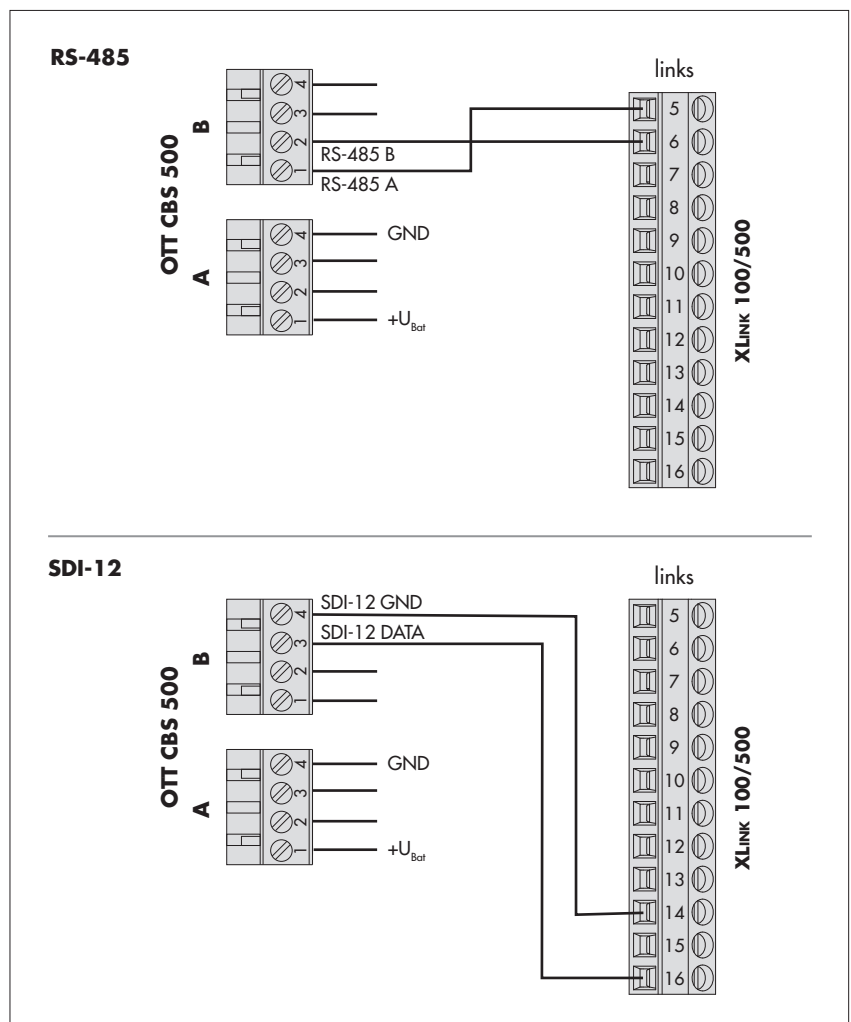 RS-485
links
OTT CBS 500
B
4
3
2
1
RS-485 B
RS-485 A
A
4
3
2
1
GND
+UBat
5
6
7
8
9
10
11
12
13
14
15
16
XLINK 100/500
SDI-12
links
OTT CBS 500
B
4
3
2
1
SDI-12 GND
SDI-12 DATA
A
4
3
2
1
GND
+UBat
5
6
7
8
9
10
11
12
13
14
15
16
XLINK 100/500